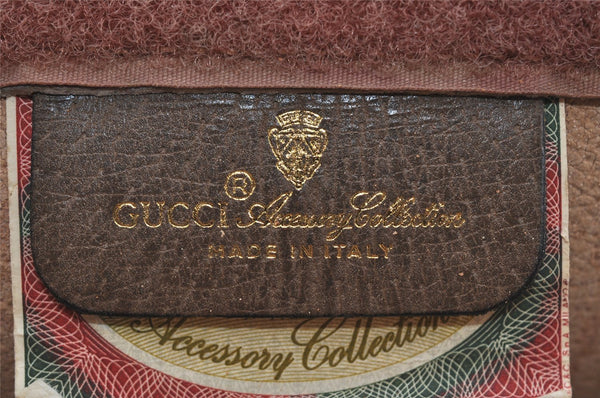 GUCCI ® Accessory Collection
MADE IN ITALY
Accessory Collection